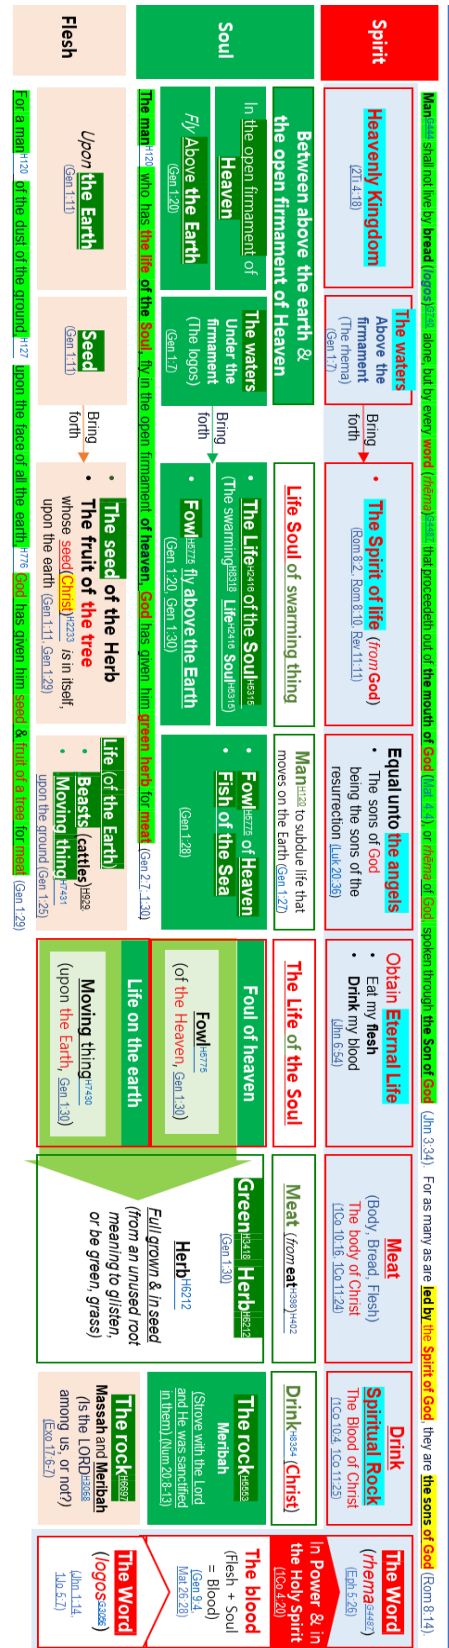 Man^G444 shall not live by bread (logos)^G740 alone, but by every word (rhēma)^G4487 that proceedeth out of the mouth of God (Mat. 4:4), or rhēma of God, spoken through the Son of God (Jhn 3:34). For as many as are led by the Spirit of God, they are the sons of God (Rom 8:14).
Spirit
Heavenly Kingdom
(2Ti 4:18)
The waters
Above the
firmament
(The rhema)
(Gen 1:7)
Bring
forth
• The Spirit of life (from God)
(Rom 8:2, Rom 8:10, Rev 11:11)
Equal unto the angels
• The sons of God
being the sons of the
resurrection (Luk 20:36)
Obtain Eternal Life
• Eat my flesh
• Drink my blood
(Jhn 6:54)
Meat
(Body, Bread, Flesh)
The body of Christ
(1Co 10:16, 1Co 11:24)
Drink
Spiritual Rock
The Blood of Christ
(1Co 10:4, 1Co 11:25)
The Word
(rhema^G4487)
(Eph 5:26)
Soul
Between above the earth &
the open firmament of Heaven
In the open firmament of
Heaven
Fly Above the Earth
(Gen 1:20)
The waters
Under the
firmament
(The logos)
(Gen 1:7)
Bring
forth
Life Soul of swarming thing
• The Life^H2416 of the Soul^H5315
(The swarming^H8318 Life^H2416 Soul^H5315)
• Fowl^H5775 fly above the Earth
(Gen 1:20, Gen 1:30)
Man^H120 to subdue life that
moves on the Earth (Gen 1:27)
• Fowl^H5775 of Heaven
• Fish of the Sea
(Gen 1:28)
The Life of the Soul
Foul of heaven
Fowl^H5775
(of the Heaven, Gen 1:30)
Life on the earth
Moving thing^H7430
(upon the Earth, Gen 1:30)
Meat (from eat^H398)^H402
Green^H3418 Herb^H6212
(Gen 1:30)
Herb^H6212
Full grown & in seed
(from an unused root
meaning to glisten,
or be green, grass)
Drink^H8354 (Christ)
The rock^H5553
Meribah
(Strove with the Lord
and He was sanctified
in them) (Num 20:8-13)
The rock^H6697
Massah and Meribah
(Is the LORD^H3068
among us, or not?)
(Exo 17:6-7)
In Power & in
the Holy Spirit
(1Co 4:20)
The blood
(Flesh + Soul
= Blood)
(Gen 9:4,
Mat 26:28)
The Word
(logos^G3056)
(Jhn 1:14,
1Jo 5:7)
The man^H120 who has the life of the Soul, fly in the open firmament of heaven, God has given him green herb for meat (Gen 2:7, 1:30)
Flesh
Upon the Earth
(Gen 1:11)
Seed
(Gen 1:11)
Bring
forth
• The seed of the Herb
• The fruit of the tree
whose seed(Christ)^H2233 is in itself,
upon the earth (Gen 1:11, Gen 1:29)
Life (of the Earth)
• Beasts (cattles)^H929
• Moving thing^H7431
upon the ground (Gen 1:25)
For a man^H120 of the dust of the ground,^H127 upon the face of all the earth,^H776 God has given him seed & fruit of a tree for meat (Gen 1:29)